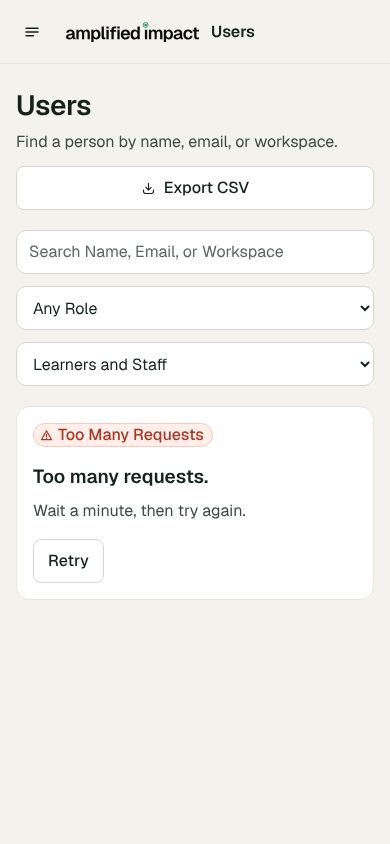 amplified impact Users
Users
Find a person by name, email, or workspace.
Export CSV
Search Name, Email, or Workspace
Any Role
Learners and Staff
Too Many Requests
Too many requests.
Wait a minute, then try again.
Retry